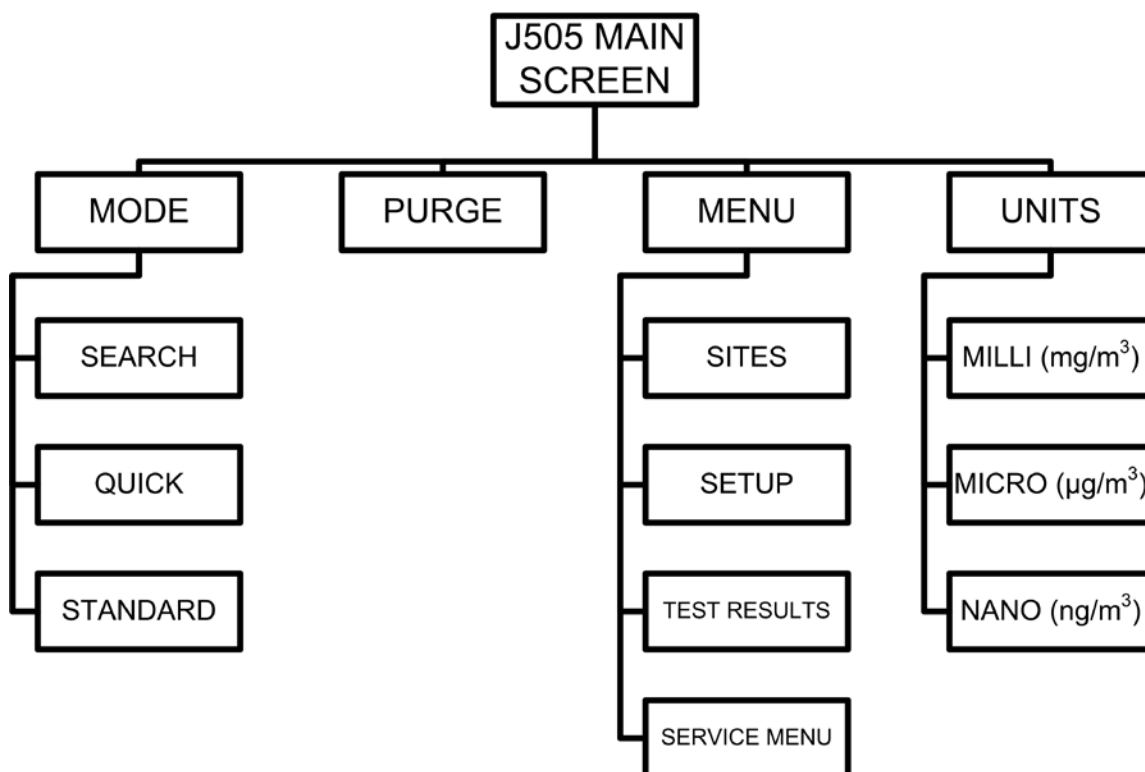 J505 MAIN
SCREEN
MODE
PURGE
MENU
UNITS
SEARCH
SITES
MILLI (mg/m³)
QUICK
SETUP
MICRO (µg/m³)
STANDARD
TEST RESULTS
NANO (ng/m³)
SERVICE MENU